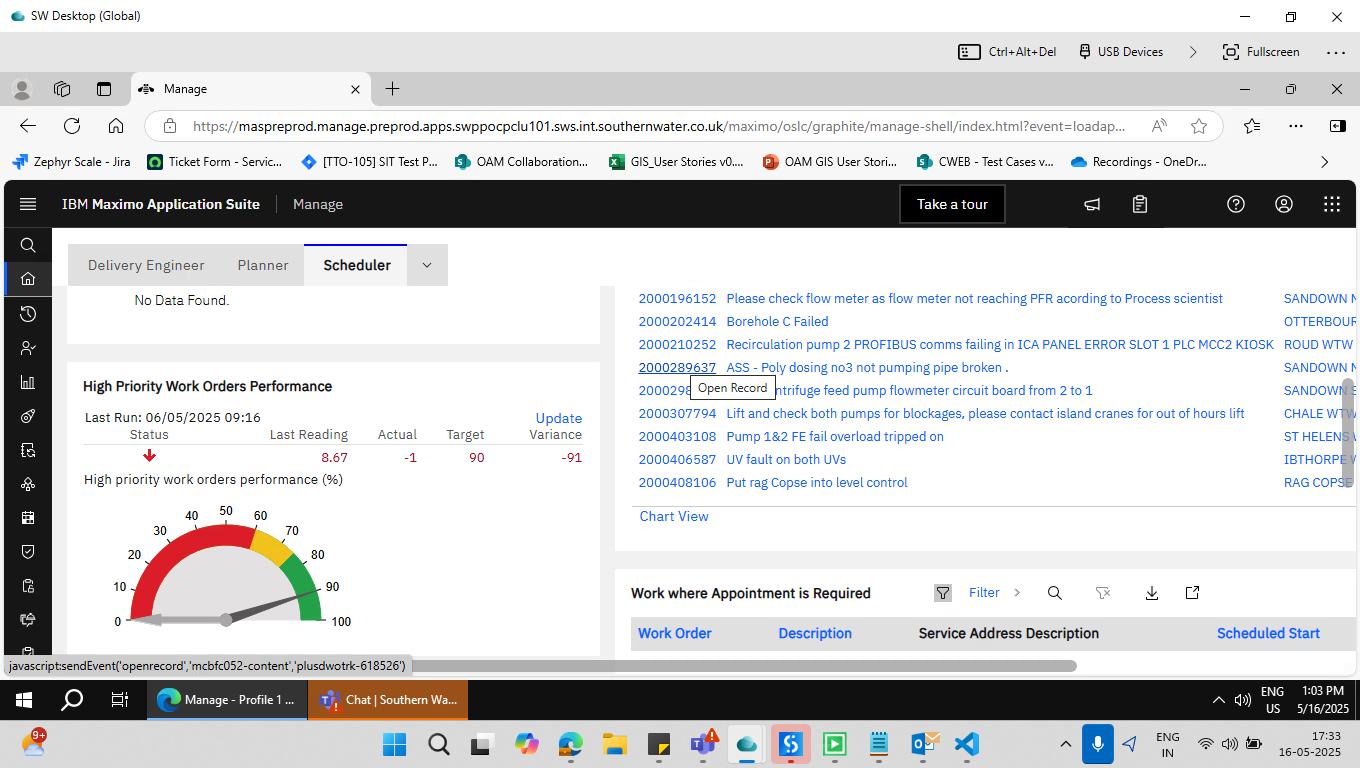 SW Desktop (Global)
Ctrl+Alt+Del USB Devices Fullscreen
Manage
https://maspreprod.manage.preprod.apps.swppocpclu101.sws.int.southernwater.co.uk/maximo/oslc/graphite/manage-shell/index.html?event=loadap...
Zephyr Scale - Jira Ticket Form - Servic... [TTO-105] SIT Test P... OAM Collaboration... GIS_User Stories v0.... OAM GIS User Stori... CWEB - Test Cases v... Recordings - OneDr...
IBM Maximo Application Suite Manage Take a tour
Delivery Engineer Planner Scheduler
No Data Found.
High Priority Work Orders Performance
Last Run: 06/05/2025 09:16 Update
Status Last Reading Actual Target Variance
8.67 -1 90 -91
High priority work orders performance (%)
0 10 20 30 40 50 60 70 80 90 100
2000196152 Please check flow meter as flow meter not reaching PFR acording to Process scientist SANDOWN N
2000202414 Borehole C Failed OTTERBOUR
2000210252 Recirculation pump 2 PROFIBUS comms failing in ICA PANEL ERROR SLOT 1 PLC MCC2 KIOSK ROUD WTW
2000289637 ASS - Poly dosing no3 not pumping pipe broken . SANDOWN N
Open Record
200029 ntrifuge feed pump flowmeter circuit board from 2 to 1 SANDOWN
2000307794 Lift and check both pumps for blockages, please contact island cranes for out of hours lift CHALE WTW
2000403108 Pump 1&2 FE fail overload tripped on ST HELENS
2000406587 UV fault on both UVs IBTHORPE
2000408106 Put rag Copse into level control RAG COPSE
Chart View
Work where Appointment is Required Filter
Work Order Description Service Address Description Scheduled Start
javascript:sendEvent('openrecord','mcbfc052-content','plusdwotrk-618526')
Manage - Profile 1 ... Chat | Southern Wa... ENG US 1:03 PM 5/16/2025
9+ ENG IN 17:33 16-05-2025